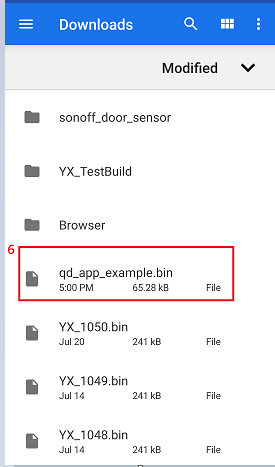 Downloads
Modified
sonoff_door_sensor
YX_TestBuild
Browser
6
qd_app_example.bin
5:00 PM 65.28 kB File
YX_1050.bin
Jul 20 241 kB File
YX_1049.bin
Jul 14 241 kB File
YX_1048.bin
Jul 14 241 kB File